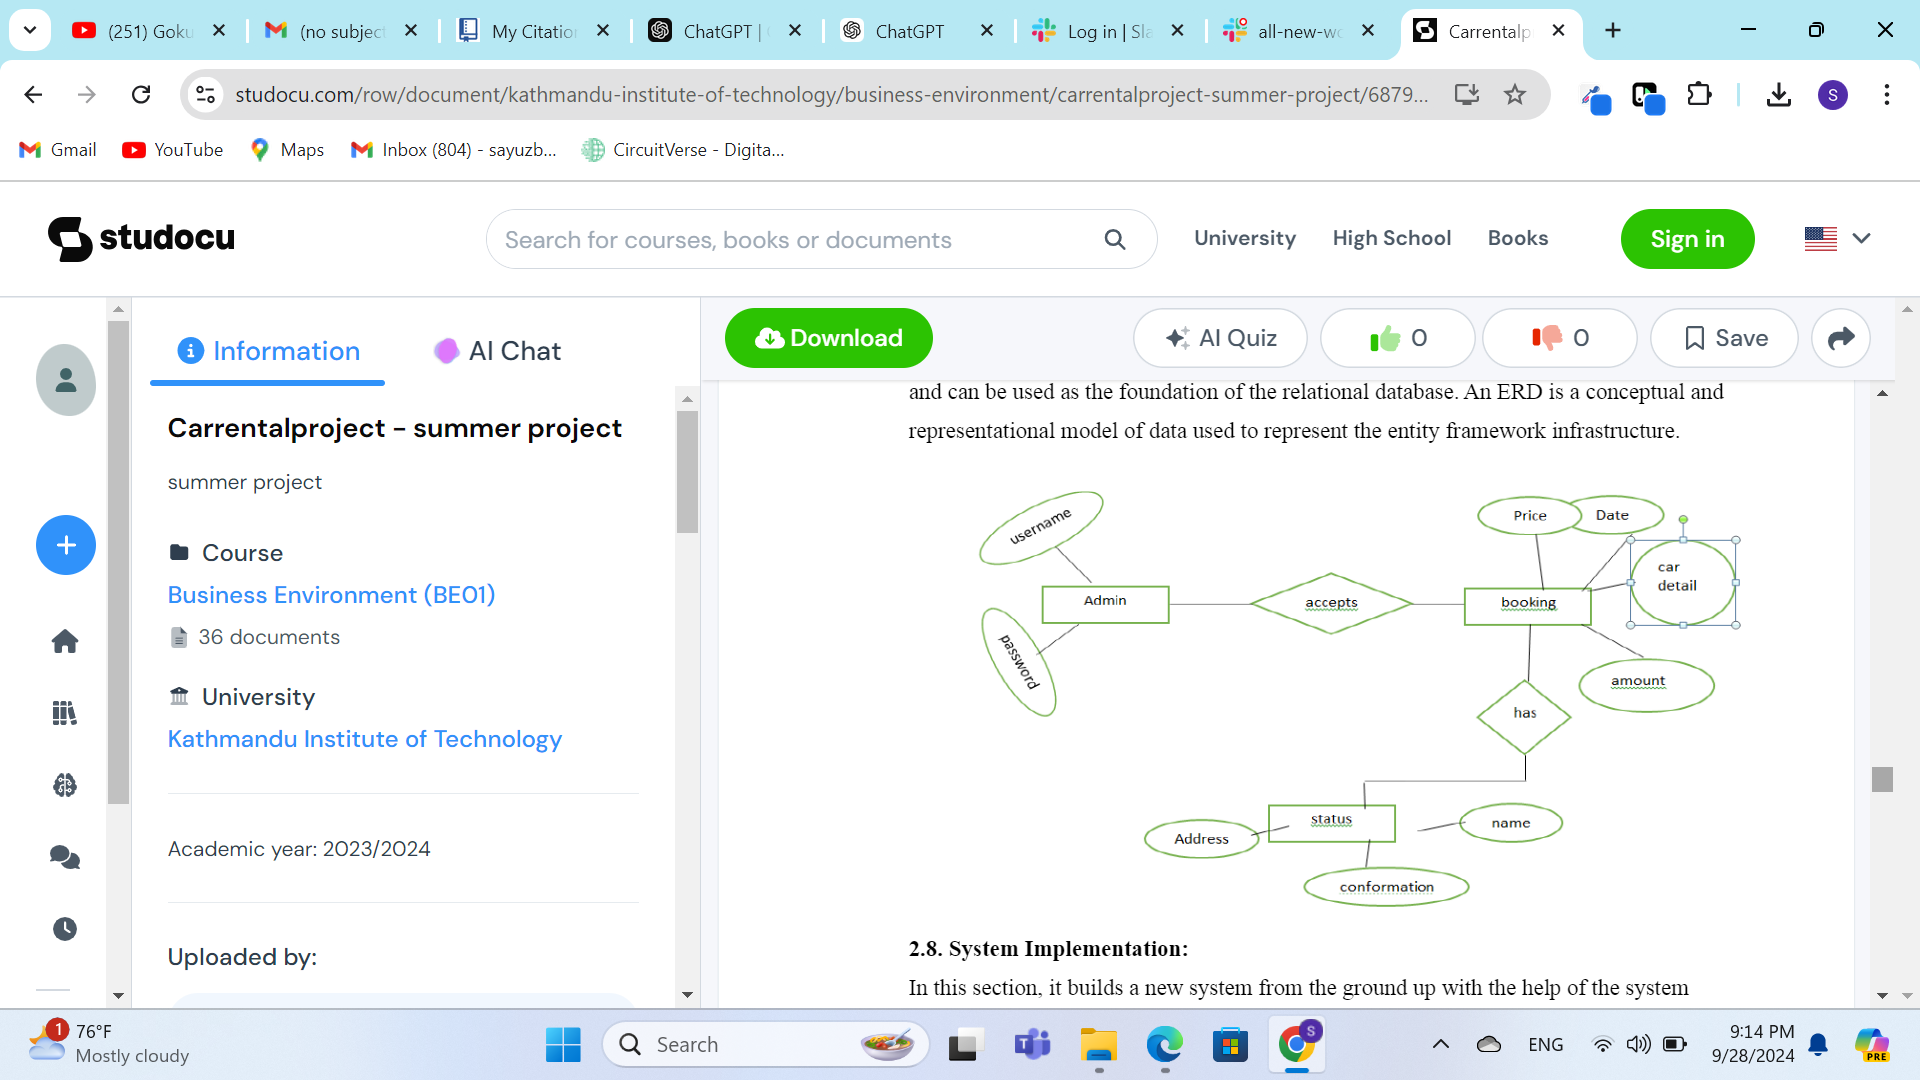 (251) Goku
(no subject
My Citation
ChatGPT |
ChatGPT
Log in | Sla
all-new-wo
Carrentalp
studocu.com/row/document/kathmandu-institute-of-technology/business-environment/carrentalproject-summer-project/6879...
S
Gmail
YouTube
Maps
Inbox (804) - sayuzb...
CircuitVerse - Digita...
studocu
Search for courses, books or documents
University
High School
Books
Sign in
Information
AI Chat
Download
AI Quiz
0
0
Save
Carrentalproject - summer project
summer project
Course
Business Environment (BE01)
36 documents
University
Kathmandu Institute of Technology
Academic year: 2023/2024
Uploaded by:
and can be used as the foundation of the relational database. An ERD is a conceptual and
representational model of data used to represent the entity framework infrastructure.
username
Price
Date
car
detail
Admin
accepts
booking
password
amount
has
status
name
Address
conformation
2.8. System Implementation:
In this section, it builds a new system from the ground up with the help of the system
1
76°F
Mostly cloudy
Search
S
ENG
9:14 PM
9/28/2024
PRE